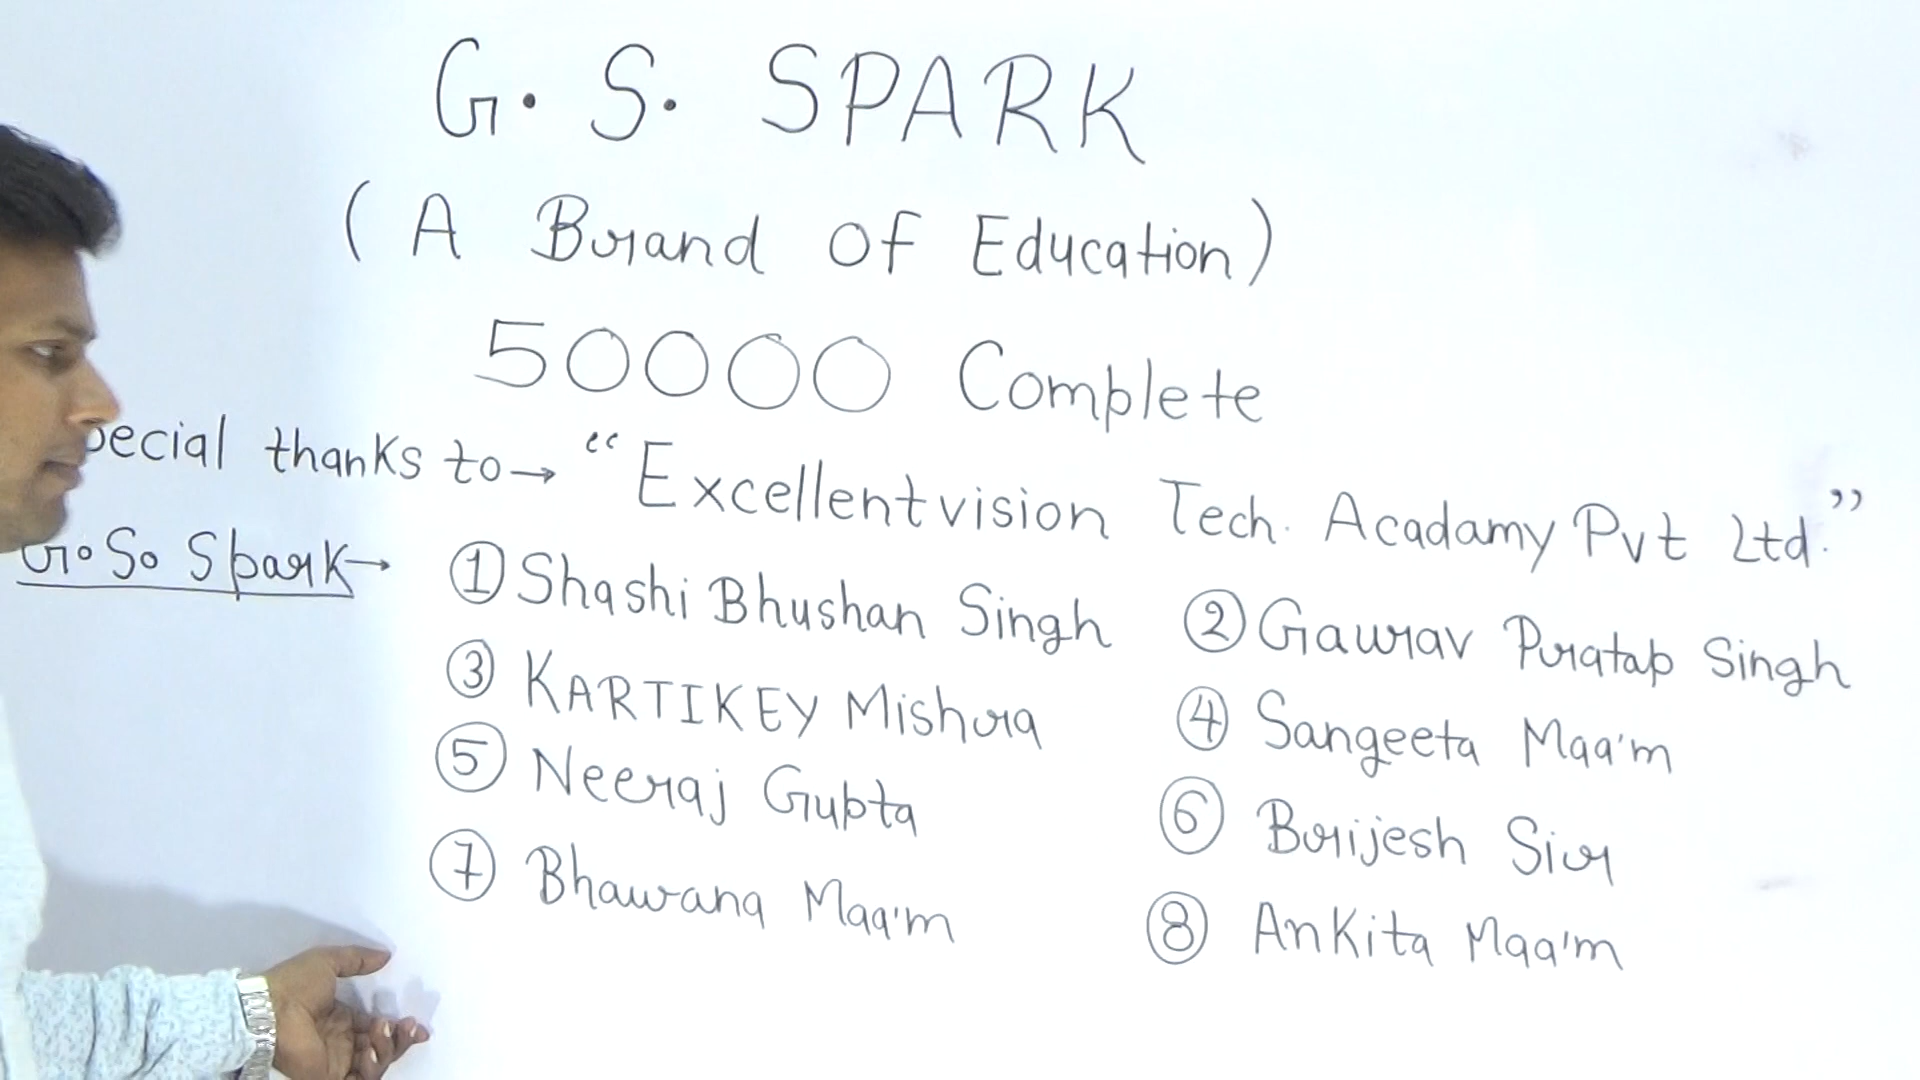 G. S. SPARK
(A Brand of Education)
50000 Complete
pecial thanks to → “Excellentvision Tech. Acadamy Pvt Ltd.”
G. S. Spark →
① Shashi Bhushan Singh ② Gaurav Pratap Singh
③ KARTIKEY Mishra ④ Sangeeta Maa'm
⑤ Neeraj Gupta ⑥ Brijesh Sir
⑦ Bhawana Maa'm ⑧ Ankita Maa'm